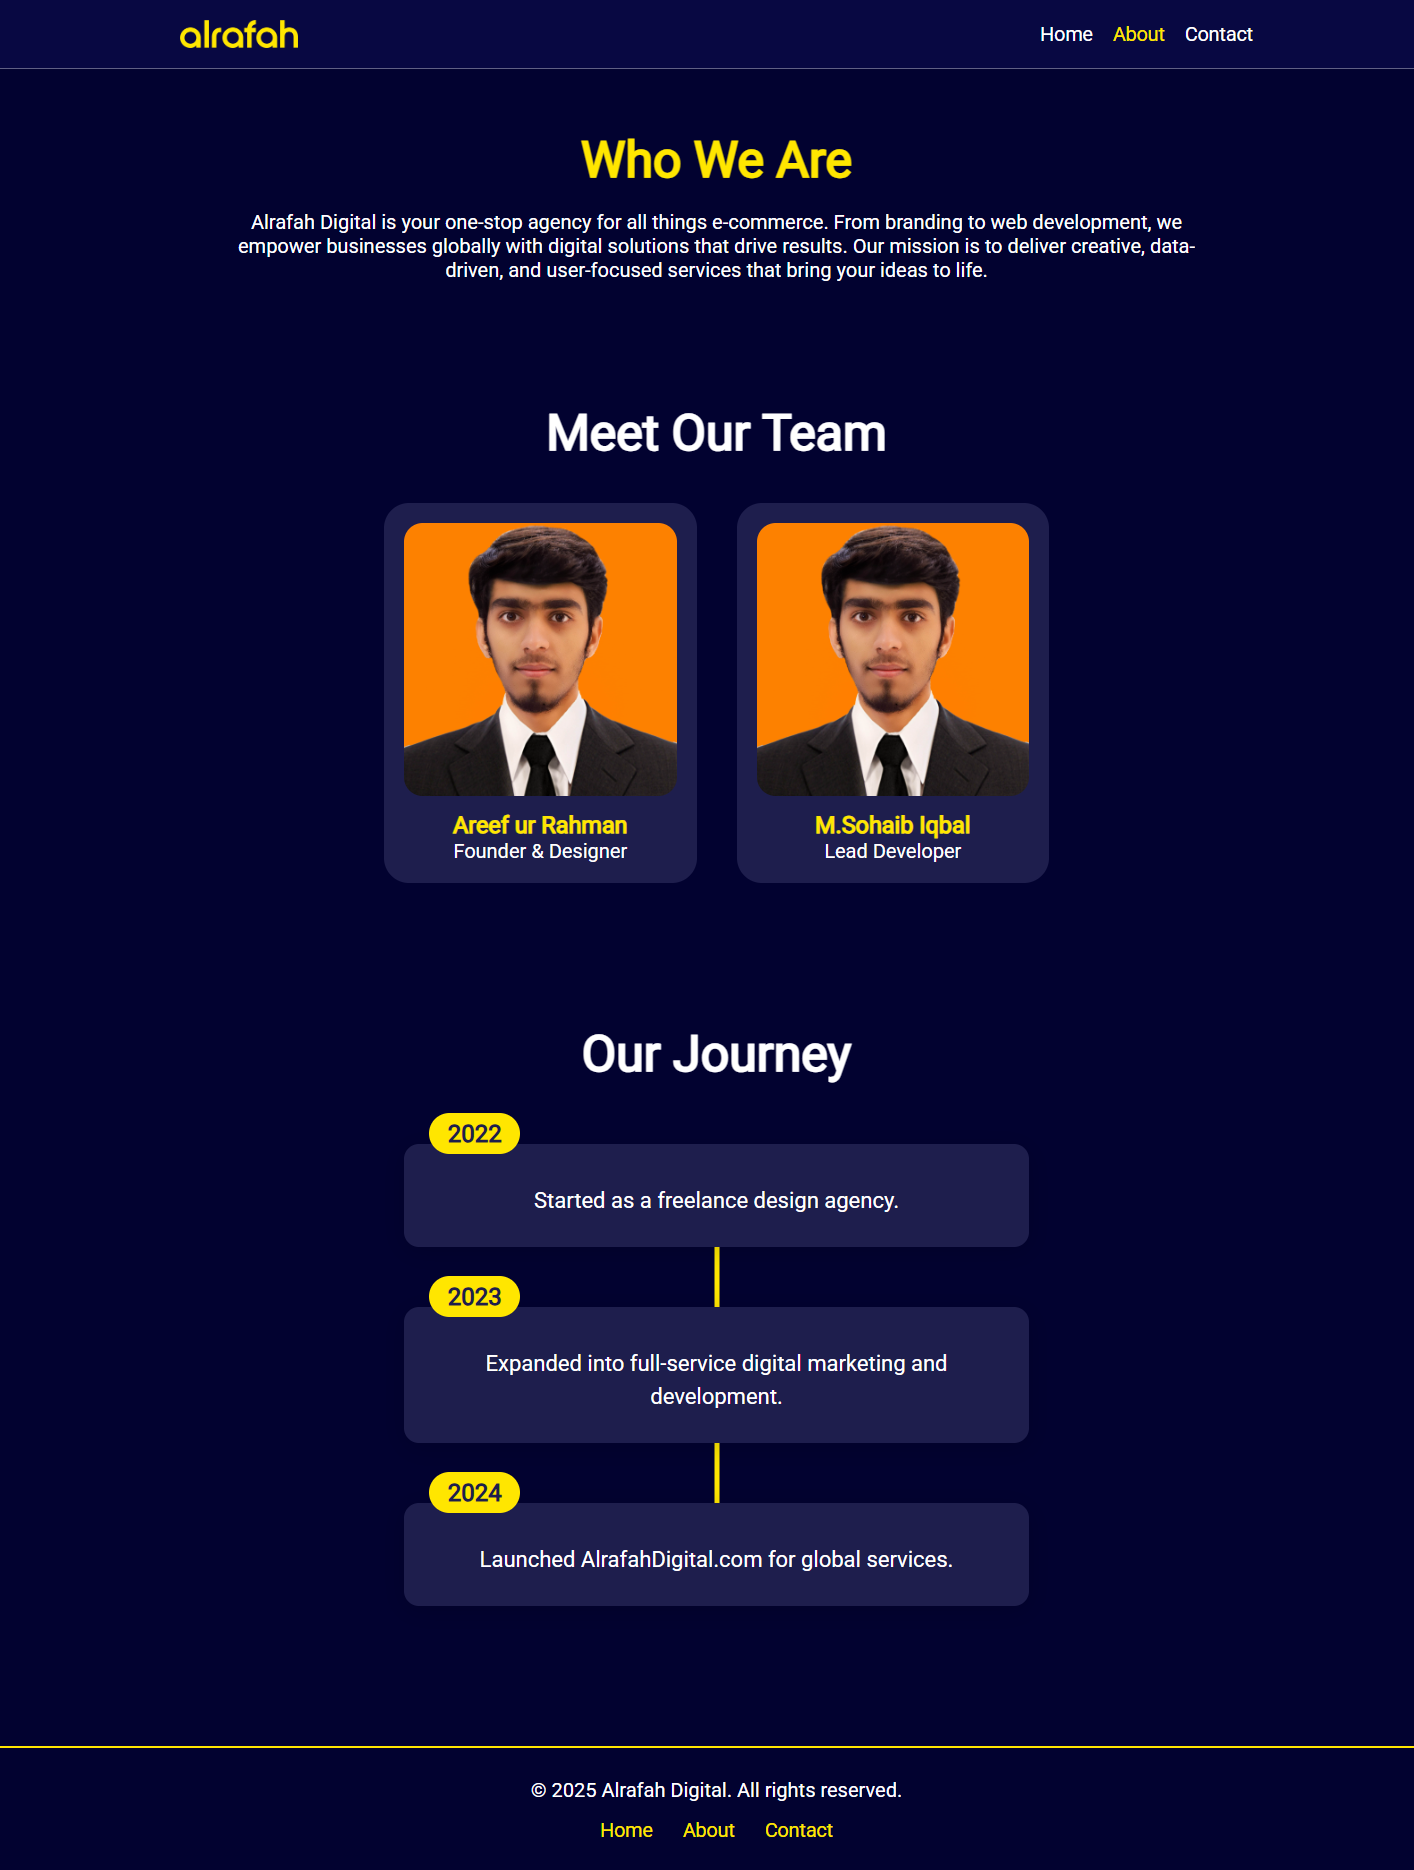 alrafah
Home About Contact
Who We Are
Alrafah Digital is your one-stop agency for all things e-commerce. From branding to web development, we
empower businesses globally with digital solutions that drive results. Our mission is to deliver creative, data-
driven, and user-focused services that bring your ideas to life.
Meet Our Team
Areef ur Rahman
Founder & Designer
M.Sohaib Iqbal
Lead Developer
Our Journey
2022
Started as a freelance design agency.
2023
Expanded into full-service digital marketing and
development.
2024
Launched AlrafahDigital.com for global services.
© 2025 Alrafah Digital. All rights reserved.
Home About Contact